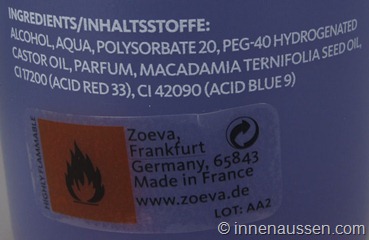 INGREDIENTS/INHALTSSTOFFE:
ALCOHOL, AQUA, POLYSORBATE 20, PEG-40 HYDROGENATED
CASTOR OIL, PARFUM, MACADAMIA TERNIFOLIA SEED OIL,
CI 17200 (ACID RED 33), CI 42090 (ACID BLUE 9)
HIGHLY FLAMMABLE
Zoeva,
Frankfurt
Germany, 65843
Made in France
www.zoeva.de
LOT: AA2
© innenaussen.com